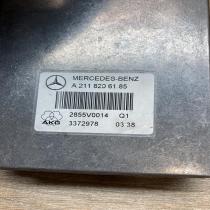 MERCEDES-BENZ
A 211 820 61 85
2855V0014 Q1
AKG 3372978 03.38